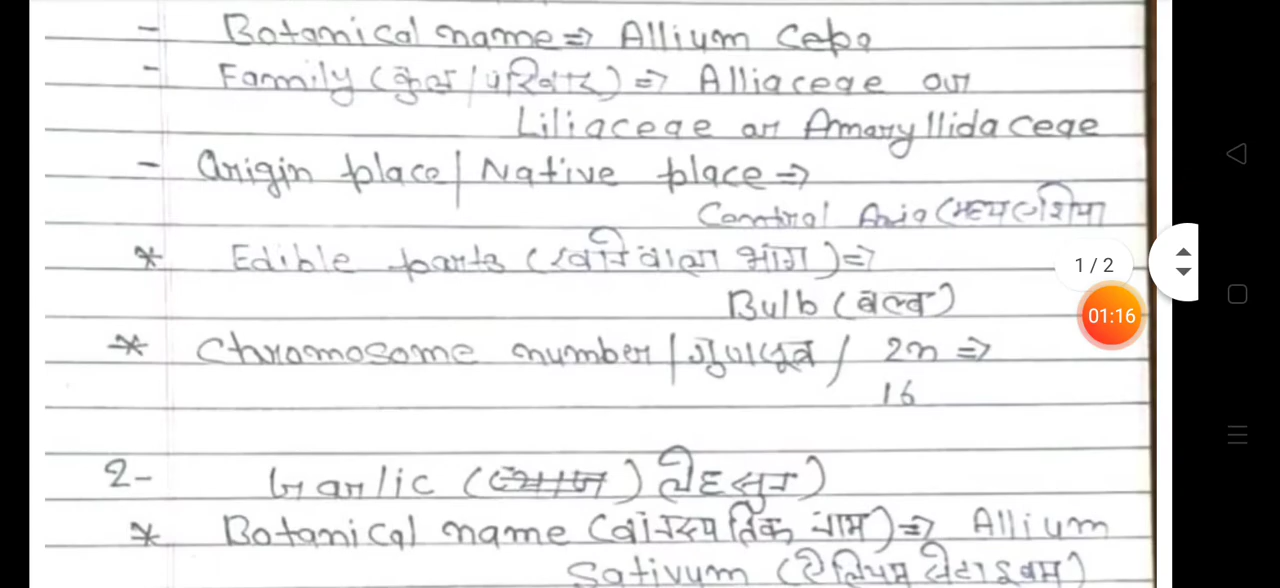 - Botanical name => Allium Cepa
- Family (कुल/परिवार) => Alliaceae or
Liliaceae or Amaryllidaceae
- Origin place | Native place =>
Central Asia (मध्य एशिया
* Edible parts ( भाग) =>
Bulb (बल्ब)
1 / 2
01:16
* Chromosome number | गुणसूत्र / 2n =>
16
2- Garlic (प्याज) लहसुन)
* Botanical name (वानस्पतिक नाम) => Allium
Sativum (ऐलियम सेटाइवम)